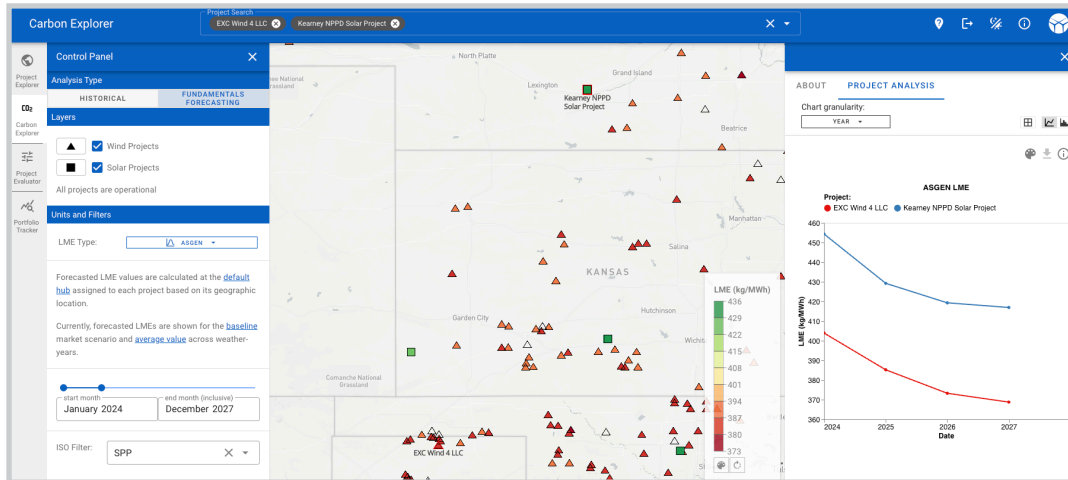 Carbon Explorer
Project Search
EXC Wind 4 LLC
Kearney NPPD Solar Project
Project
Explorer
CO2
Carbon
Explorer
Project
Evaluator
Portfolio
Tracker
Control Panel
Analysis Type
HISTORICAL
FUNDAMENTALS
FORECASTING
Layers
Wind Projects
Solar Projects
All projects are operational
Units and Filters
LME Type:
ASGEN
Forecasted LME values are calculated at the default
hub assigned to each project based on its geographic
location.
Currently, forecasted LMEs are shown for the baseline
market scenario and average value across weather-
years.
start month
January 2024
end month (inclusive)
December 2027
ISO Filter:
SPP
North Platte
Grand Island
Lexington
Kearney NPPD
Solar Project
Beatrice
Manhattan
Salina
KANSAS
Garden City
Hutchinson
Comanche National
Grassland
EXC Wind 4 LLC
LME (kg/MWh)
436
429
422
415
408
401
394
387
380
373
ABOUT
PROJECT ANALYSIS
Chart granularity:
YEAR
ASGEN LME
Project:
EXC Wind 4 LLC
Kearney NPPD Solar Project
LME (kg/MWh)
460
450
440
430
420
410
400
390
380
370
360
2024
2025
2026
2027
Date